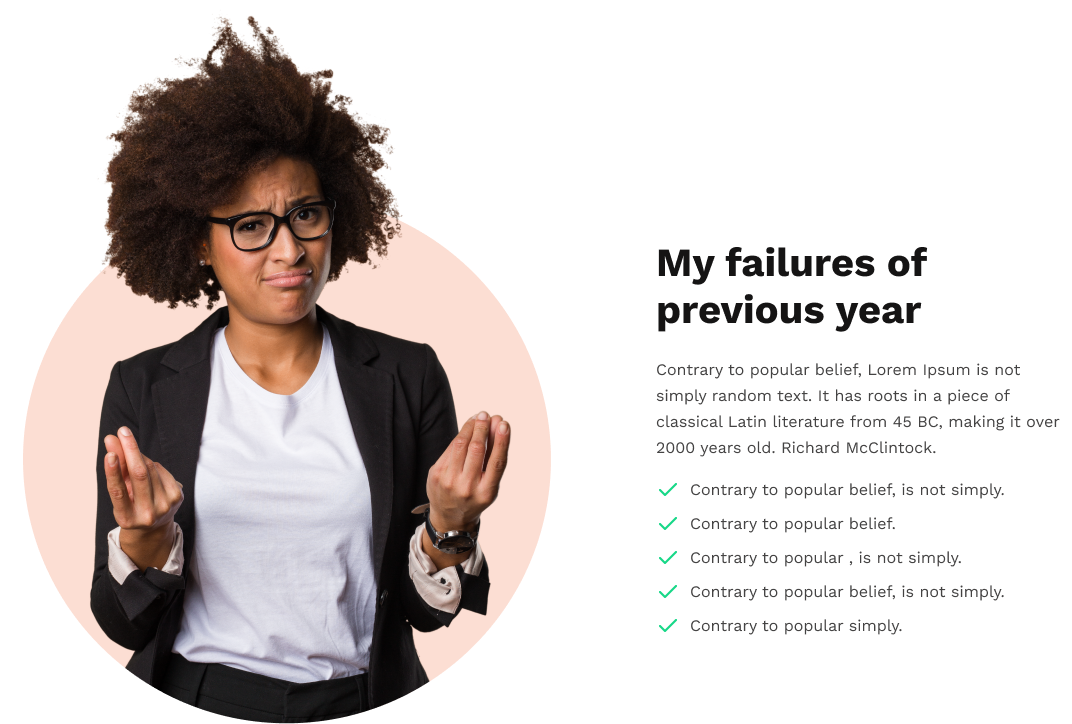 My failures of
previous year
Contrary to popular belief, Lorem Ipsum is not
simply random text. It has roots in a piece of
classical Latin literature from 45 BC, making it over
2000 years old. Richard McClintock.
Contrary to popular belief, is not simply.
Contrary to popular belief.
Contrary to popular , is not simply.
Contrary to popular belief, is not simply.
Contrary to popular simply.